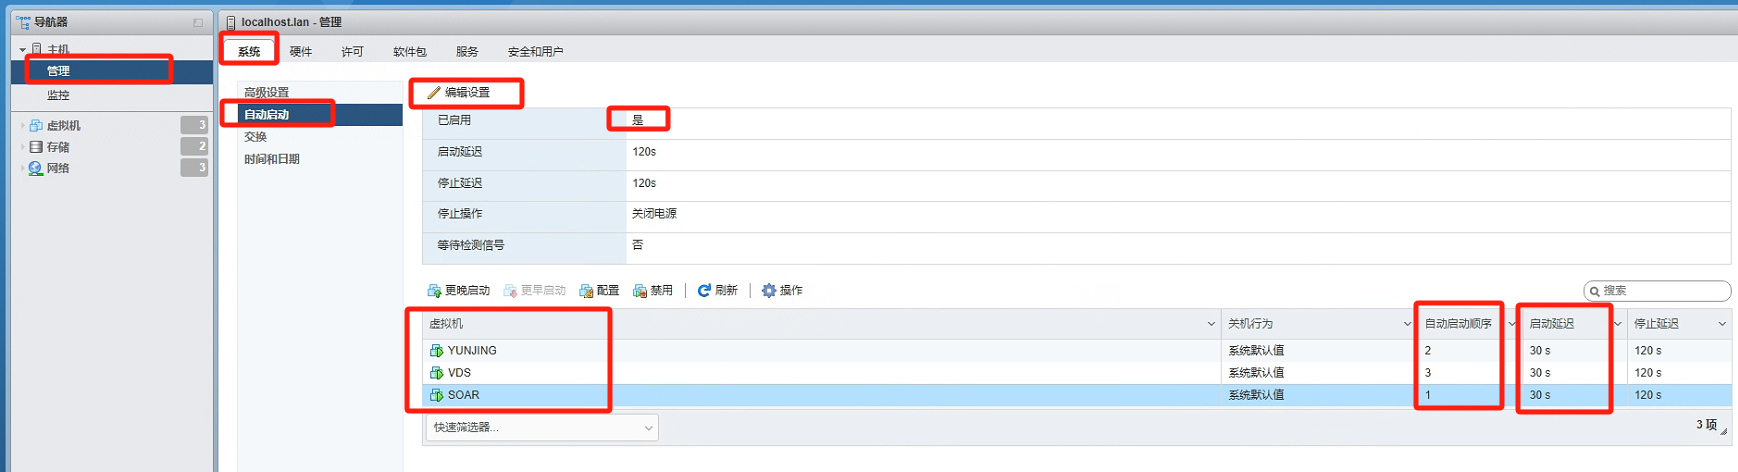 导航器
主机
管理
监控
虚拟机 3
存储 2
网络 3
localhost.lan - 管理
系统 硬件 许可 软件包 服务 安全和用户
高级设置
自动启动
交换
时间和日期
编辑设置
已启用 是
启动延迟 120s
停止延迟 120s
停止操作 关闭电源
等待检测信号 否
更晚启动 更早启动 配置 禁用 刷新 操作 搜索
虚拟机 关机行为 自动启动顺序 启动延迟 停止延迟
YUNJING 系统默认值 2 30 s 120 s
VDS 系统默认值 3 30 s 120 s
SOAR 系统默认值 1 30 s 120 s
快速筛选器... 3 项